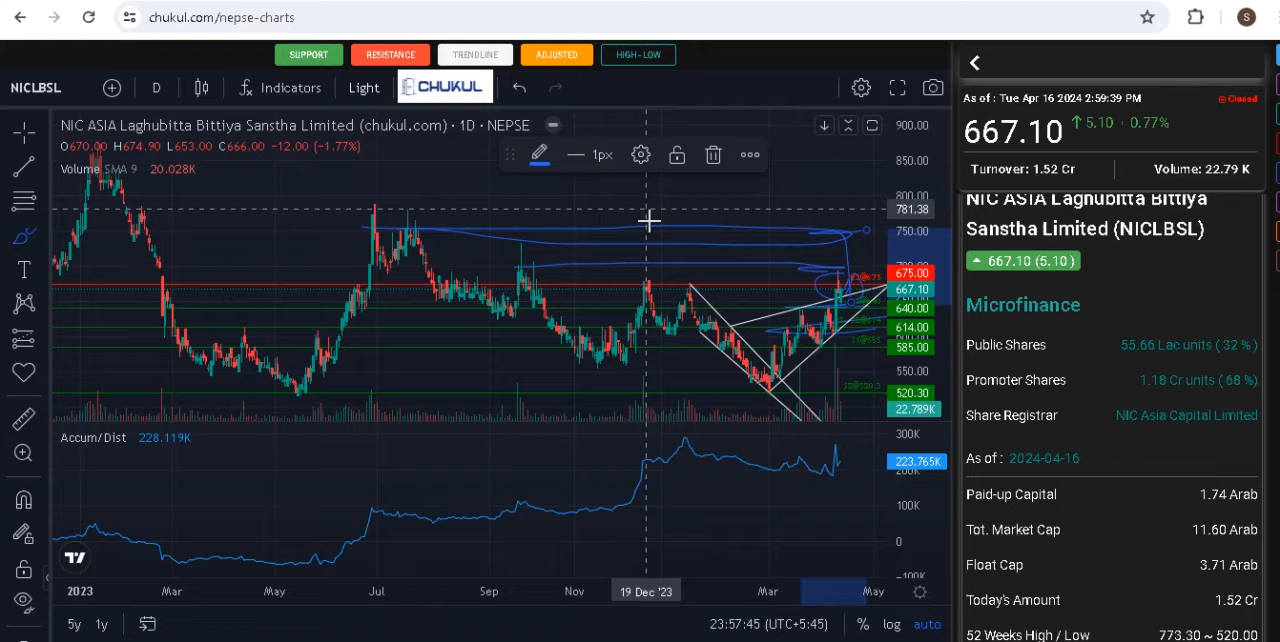 chukul.com/nepse-charts
S
SUPPORT RESISTANCE TRENDLINE ADJUSTED HIGH - LOW
NICLBSL D Indicators Light CHUKUL
NIC ASIA Laghubitta Bittiya Sanstha Limited (chukul.com) · 1D · NEPSE
O670.00 H674.90 L653.00 C666.00 −12.00 (−1.77%)
Volume SMA 9 20.028K
1px
900.00
850.00
800.00
781.38
750.00
675.00
667.10
640.00
614.00
585.00
550.00
520.30
22.789K
S2@520.3
Accum/Dist 228.119K
300K
223.765K
200K
100K
0
−100K
2023 Mar May Jul Sep Nov 19 Dec '23 Mar May
5y 1y 23:57:45 (UTC+5:45) % log auto
As of : Tue Apr 16 2024 2:59:39 PM Closed
667.10 5.10 · 0.77%
Turnover: 1.52 Cr Volume: 22.79 K
NIC ASIA Laghubitta Bittiya
Sanstha Limited (NICLBSL)
667.10 (5.10 )
Microfinance
Public Shares 55.66 Lac units ( 32 %)
Promoter Shares 1.18 Cr units ( 68 %)
Share Registrar NIC Asia Capital Limited
As of : 2024-04-16
Paid-up Capital 1.74 Arab
Tot. Market Cap 11.60 Arab
Float Cap 3.71 Arab
Today's Amount 1.52 Cr
52 Weeks High / Low 773.30 ~ 520.00